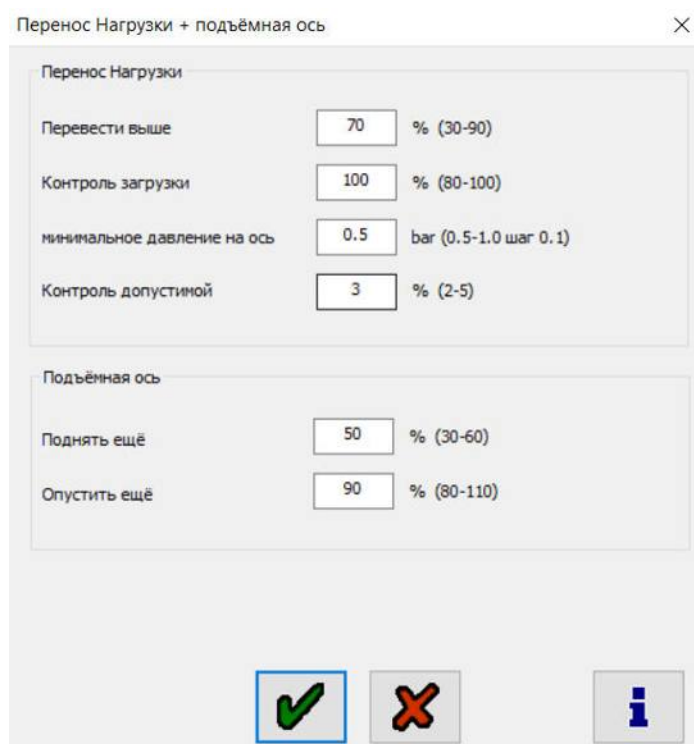 Перенос Нагрузки + подъёмная ось
Перенос Нагрузки
Перевести выше 70 % (30-90)
Контроль загрузки 100 % (80-100)
минимальное давление на ось 0.5 bar (0.5-1.0 шаг 0.1)
Контроль допустимой 3 % (2-5)
Подъёмная ось
Поднять ещё 50 % (30-60)
Опустить ещё 90 % (80-110)